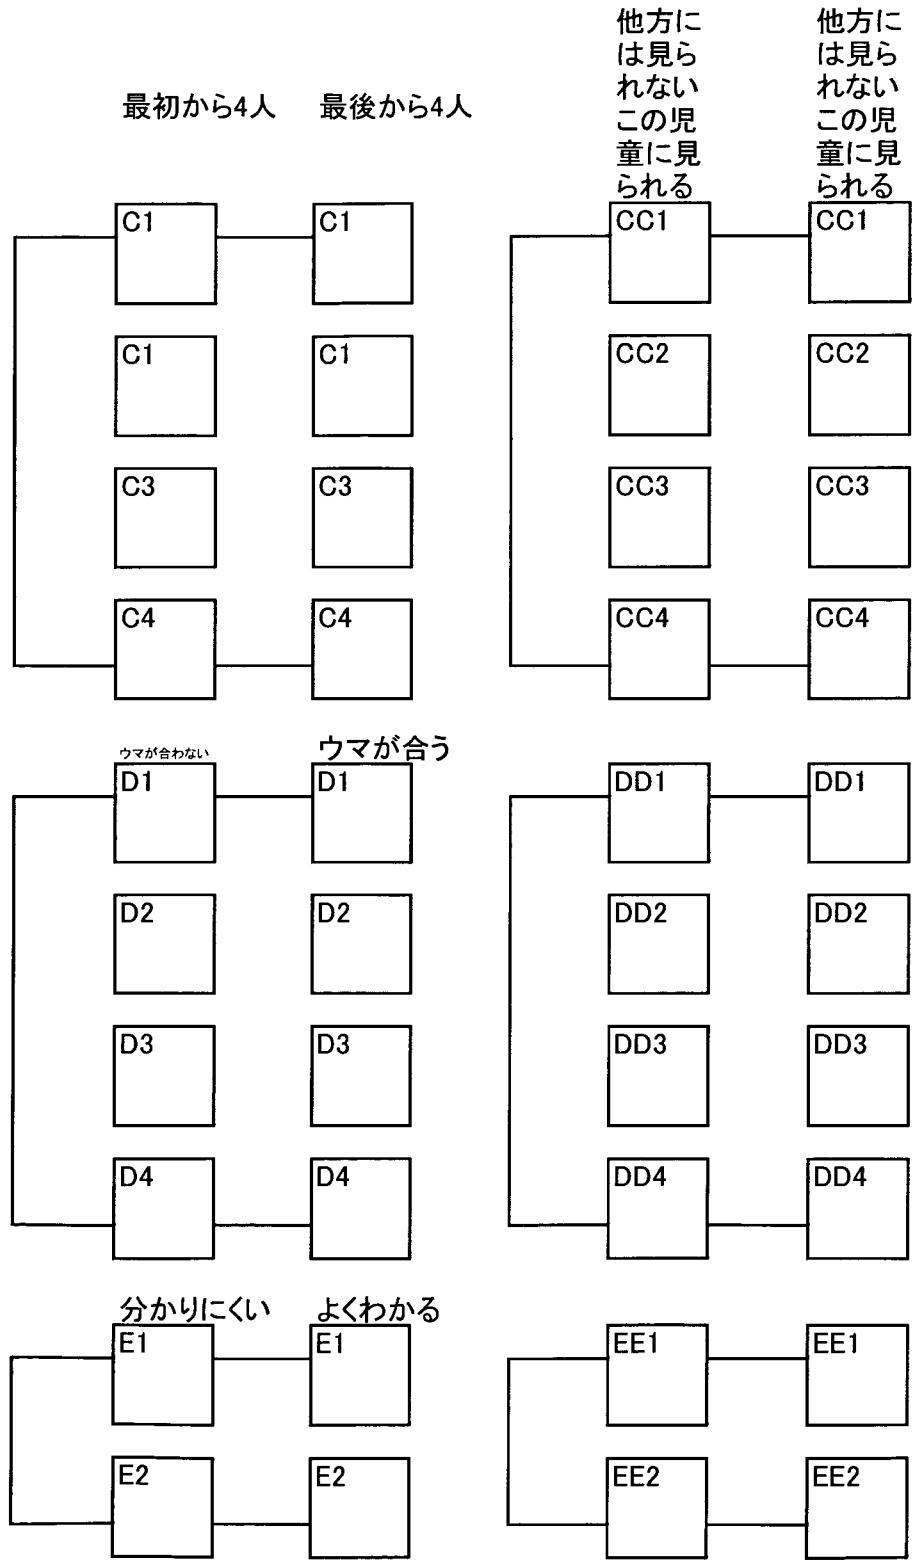 最初から4人
最後から4人
他方に
は見ら
れない
この児
童に見
られる
他方に
は見ら
れない
この児
童に見
られる
C1
C1
CC1
CC1
C1
C1
CC2
CC2
C3
C3
CC3
CC3
C4
C4
CC4
CC4
ウマが合わない
ウマが合う
D1
D1
DD1
DD1
D2
D2
DD2
DD2
D3
D3
DD3
DD3
D4
D4
DD4
DD4
分かりにくい
よくわかる
E1
E1
EE1
EE1
E2
E2
EE2
EE2